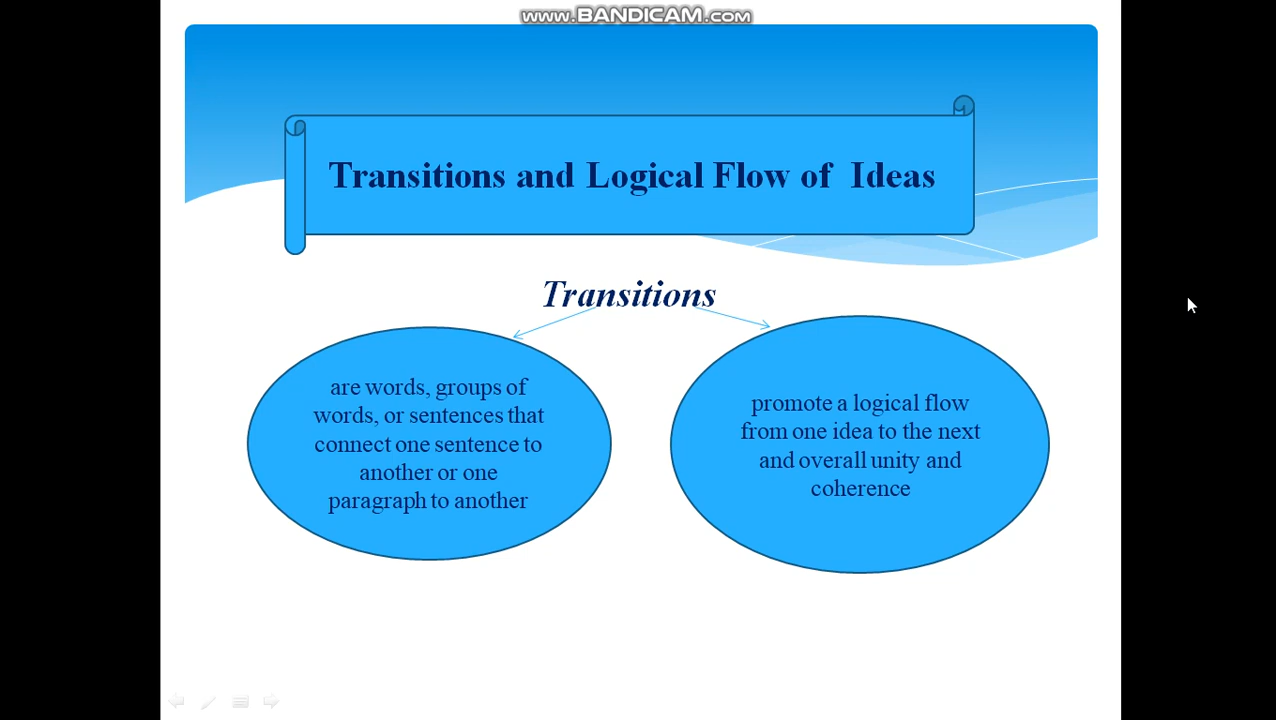 www.BANDICAM.com
Transitions and Logical Flow of Ideas
Transitions
are words, groups of
words, or sentences that
connect one sentence to
another or one
paragraph to another
promote a logical flow
from one idea to the next
and overall unity and
coherence